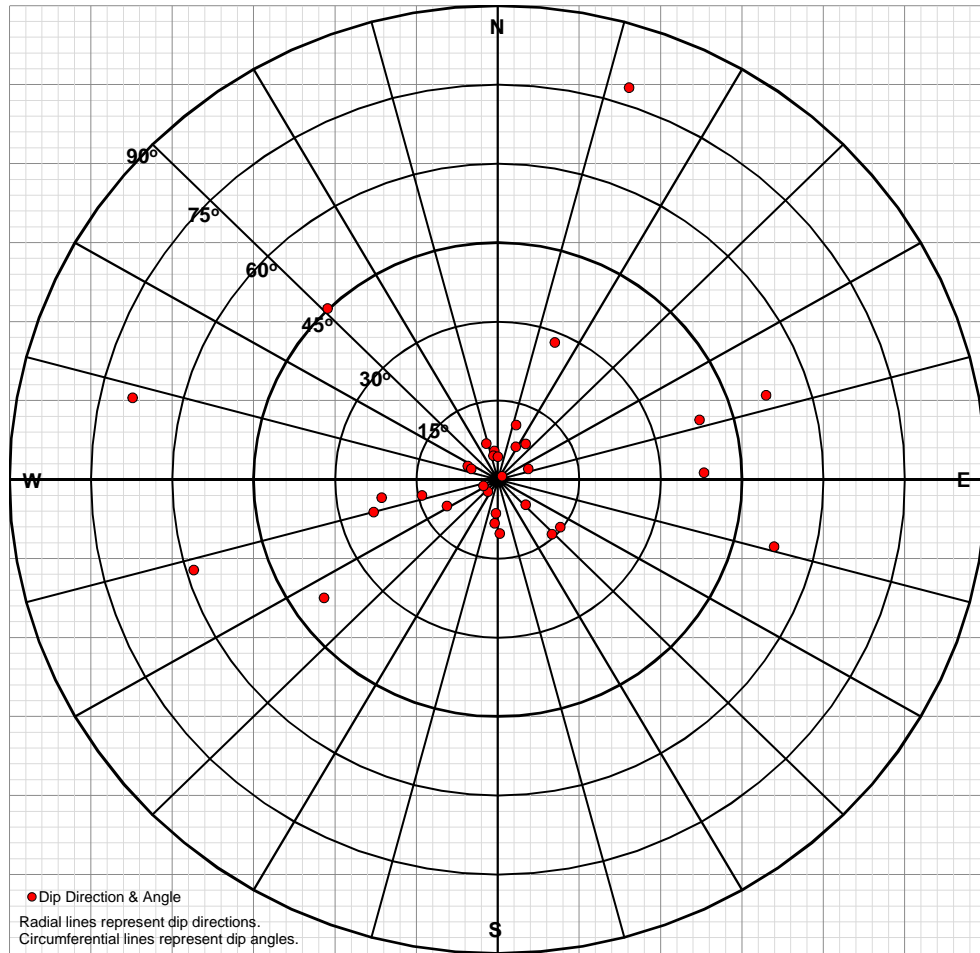 N
90°
75°
60°
45°
30°
15°
W
E
Dip Direction & Angle
Radial lines represent dip directions.
Circumferential lines represent dip angles.
S